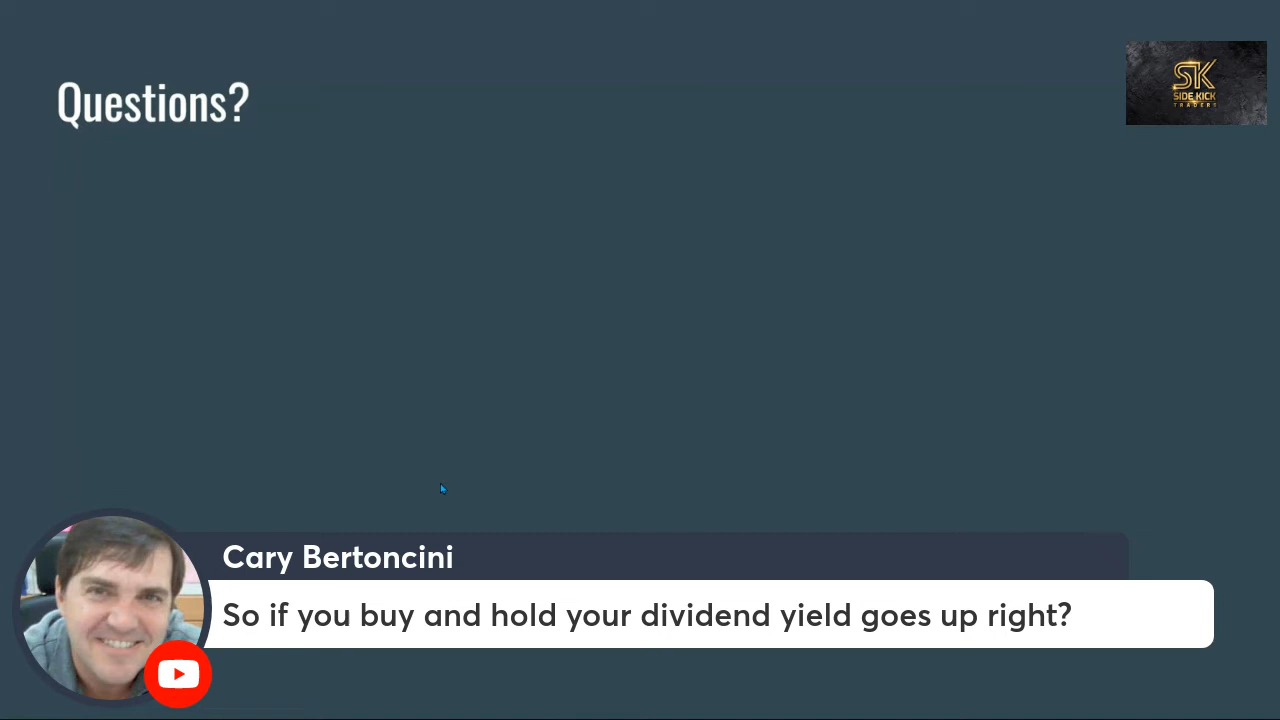 Questions?
SK
SIDE KICK
TRADERS
Cary Bertoncini
So if you buy and hold your dividend yield goes up right?